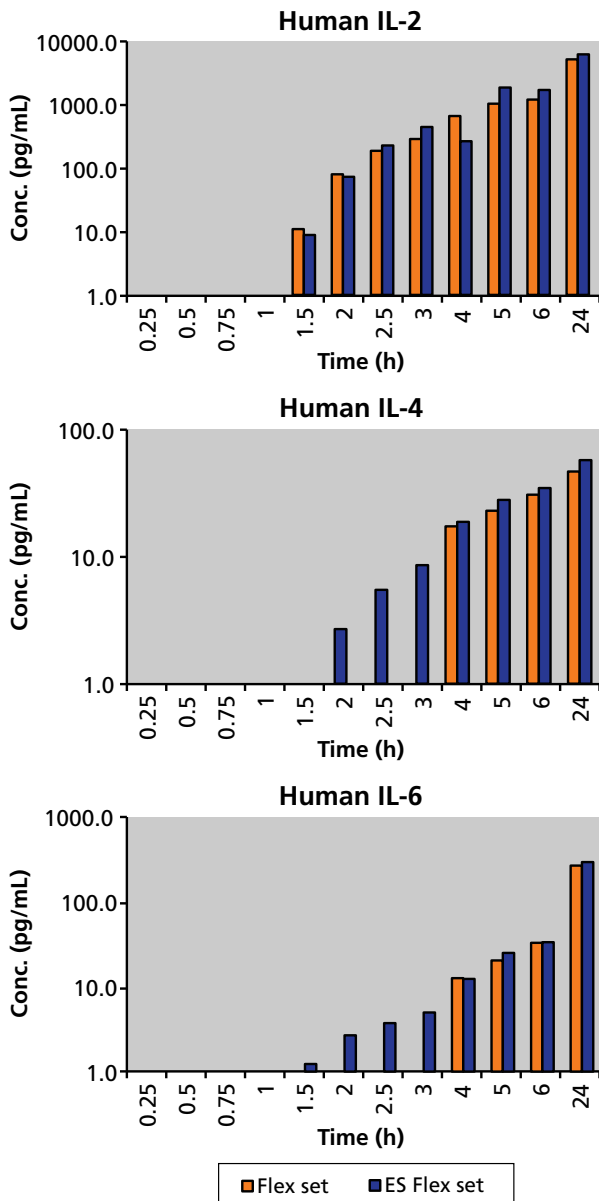 Human IL-2
Conc. (pg/mL)
10000.0
1000.0
100.0
10.0
1.0
0.25 0.5 0.75 1 1.5 2 2.5 3 4 5 6 24
Time (h)
Human IL-4
Conc. (pg/mL)
100.0
10.0
1.0
0.25 0.5 0.75 1 1.5 2 2.5 3 4 5 6 24
Time (h)
Human IL-6
Conc. (pg/mL)
1000.0
100.0
10.0
1.0
0.25 0.5 0.75 1 1.5 2 2.5 3 4 5 6 24
Time (h)
Flex set ES Flex set